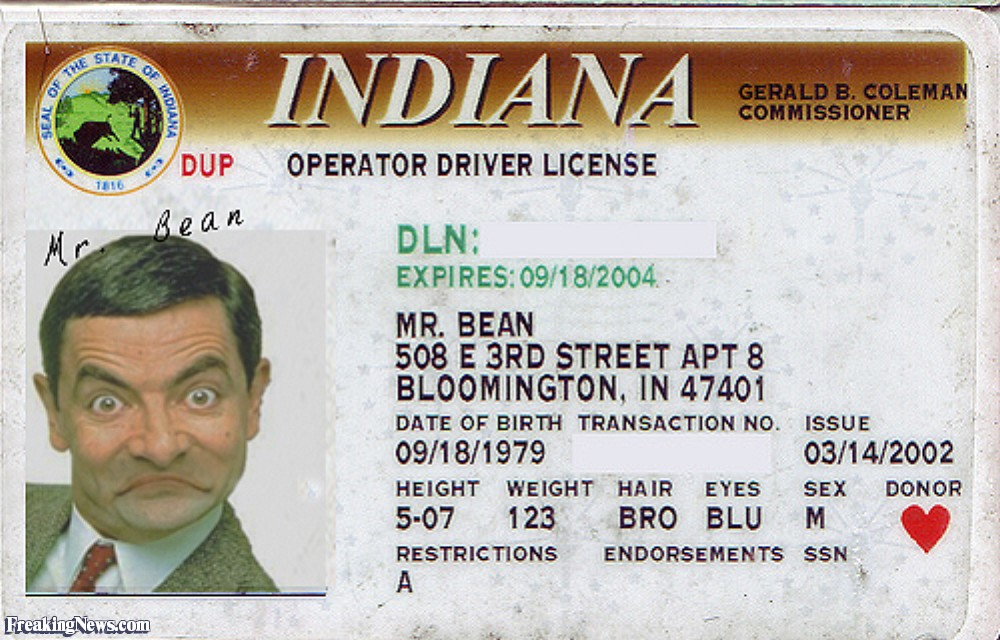 SEAL OF THE STATE OF INDIANA
1816
INDIANA
GERALD B. COLEMAN
COMMISSIONER
DUP OPERATOR DRIVER LICENSE
Mr. Bean
DLN:
EXPIRES: 09/18/2004
MR. BEAN
508 E 3RD STREET APT 8
BLOOMINGTON, IN 47401
DATE OF BIRTH TRANSACTION NO. ISSUE
09/18/1979 03/14/2002
HEIGHT WEIGHT HAIR EYES SEX DONOR
5-07 123 BRO BLU M
RESTRICTIONS ENDORSEMENTS SSN
A
FreakingNews.com